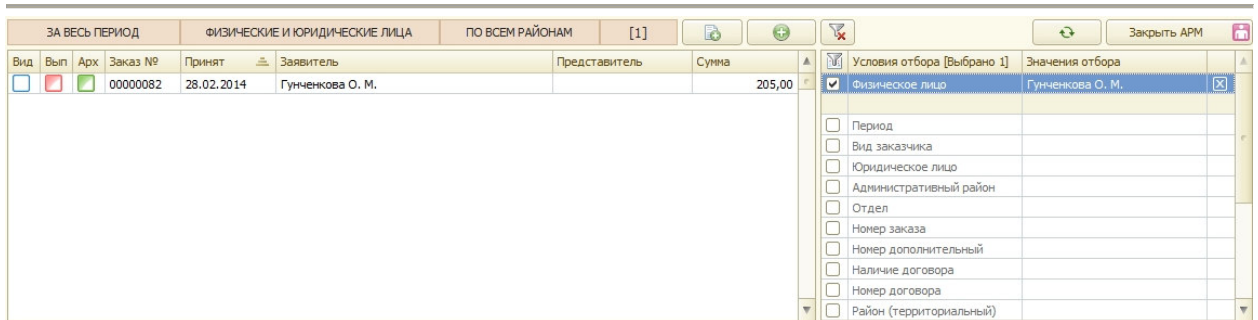 ЗА ВЕСЬ ПЕРИОД ФИЗИЧЕСКИЕ И ЮРИДИЧЕСКИЕ ЛИЦА ПО ВСЕМ РАЙОНАМ [1] Закрыть АРМ
Вид Вып Арх Заказ № Принят Заявитель Представитель Сумма
00000082 28.02.2014 Гунченкова О. М. 205,00
Условия отбора [Выбрано 1] Значения отбора
Физическое лицо Гунченкова О. М.
Период
Вид заказчика
Юридическое лицо
Административный район
Отдел
Номер заказа
Номер дополнительный
Наличие договора
Номер договора
Район (территориальный)